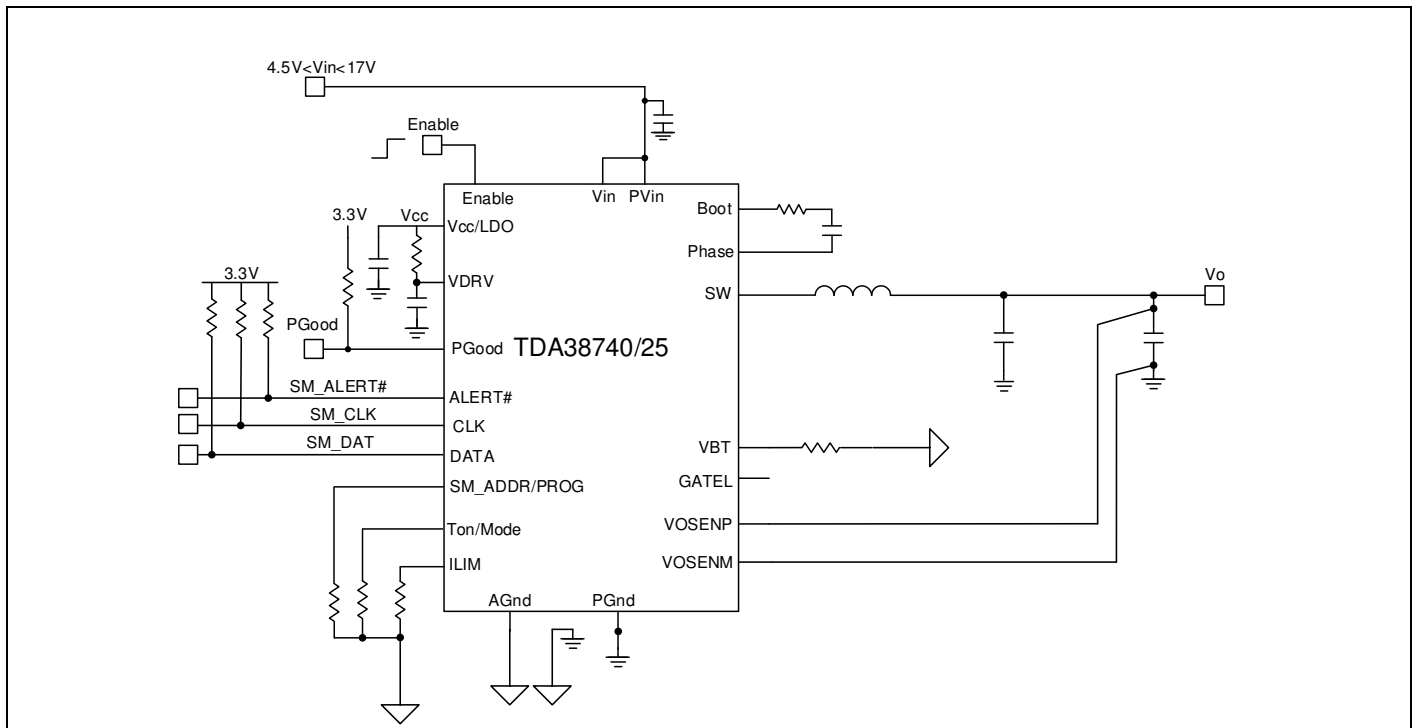 4.5V<Vin<17V
Enable
Enable
Vin PVin
Boot
3.3V
Vcc
Vcc/LDO
Phase
3.3V
VDRV
SW
Vo
PGood
PGood
TDA38740/25
SM_ALERT#
ALERT#
SM_CLK
CLK
SM_DAT
DATA
VBT
SM_ADDR/PROG
GATEL
Ton/Mode
VOSENP
ILIM
VOSENM
AGnd
PGnd